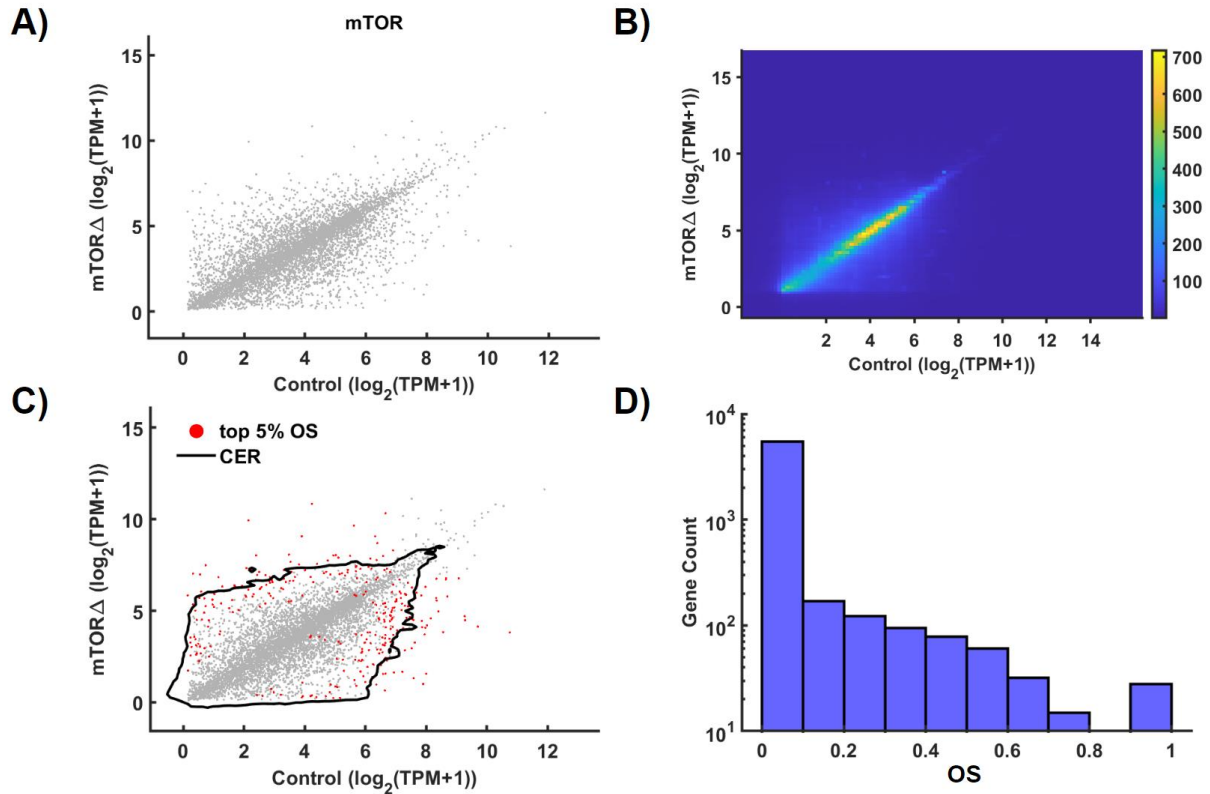 A)
mTOR
15
10
5
0
mTOR∆ (log2(TPM+1))
0 2 4 6 8 10 12
Control (log2(TPM+1))
B)
15
10
5
0
mTOR∆ (log2(TPM+1))
2 4 6 8 10 12 14
Control (log2(TPM+1))
700
600
500
400
300
200
100
C)
top 5% OS
CER
15
10
5
0
mTOR∆ (log2(TPM+1))
0 2 4 6 8 10 12
Control (log2(TPM+1))
D)
10^4
10^3
10^2
10^1
Gene Count
0 0.2 0.4 0.6 0.8 1
OS